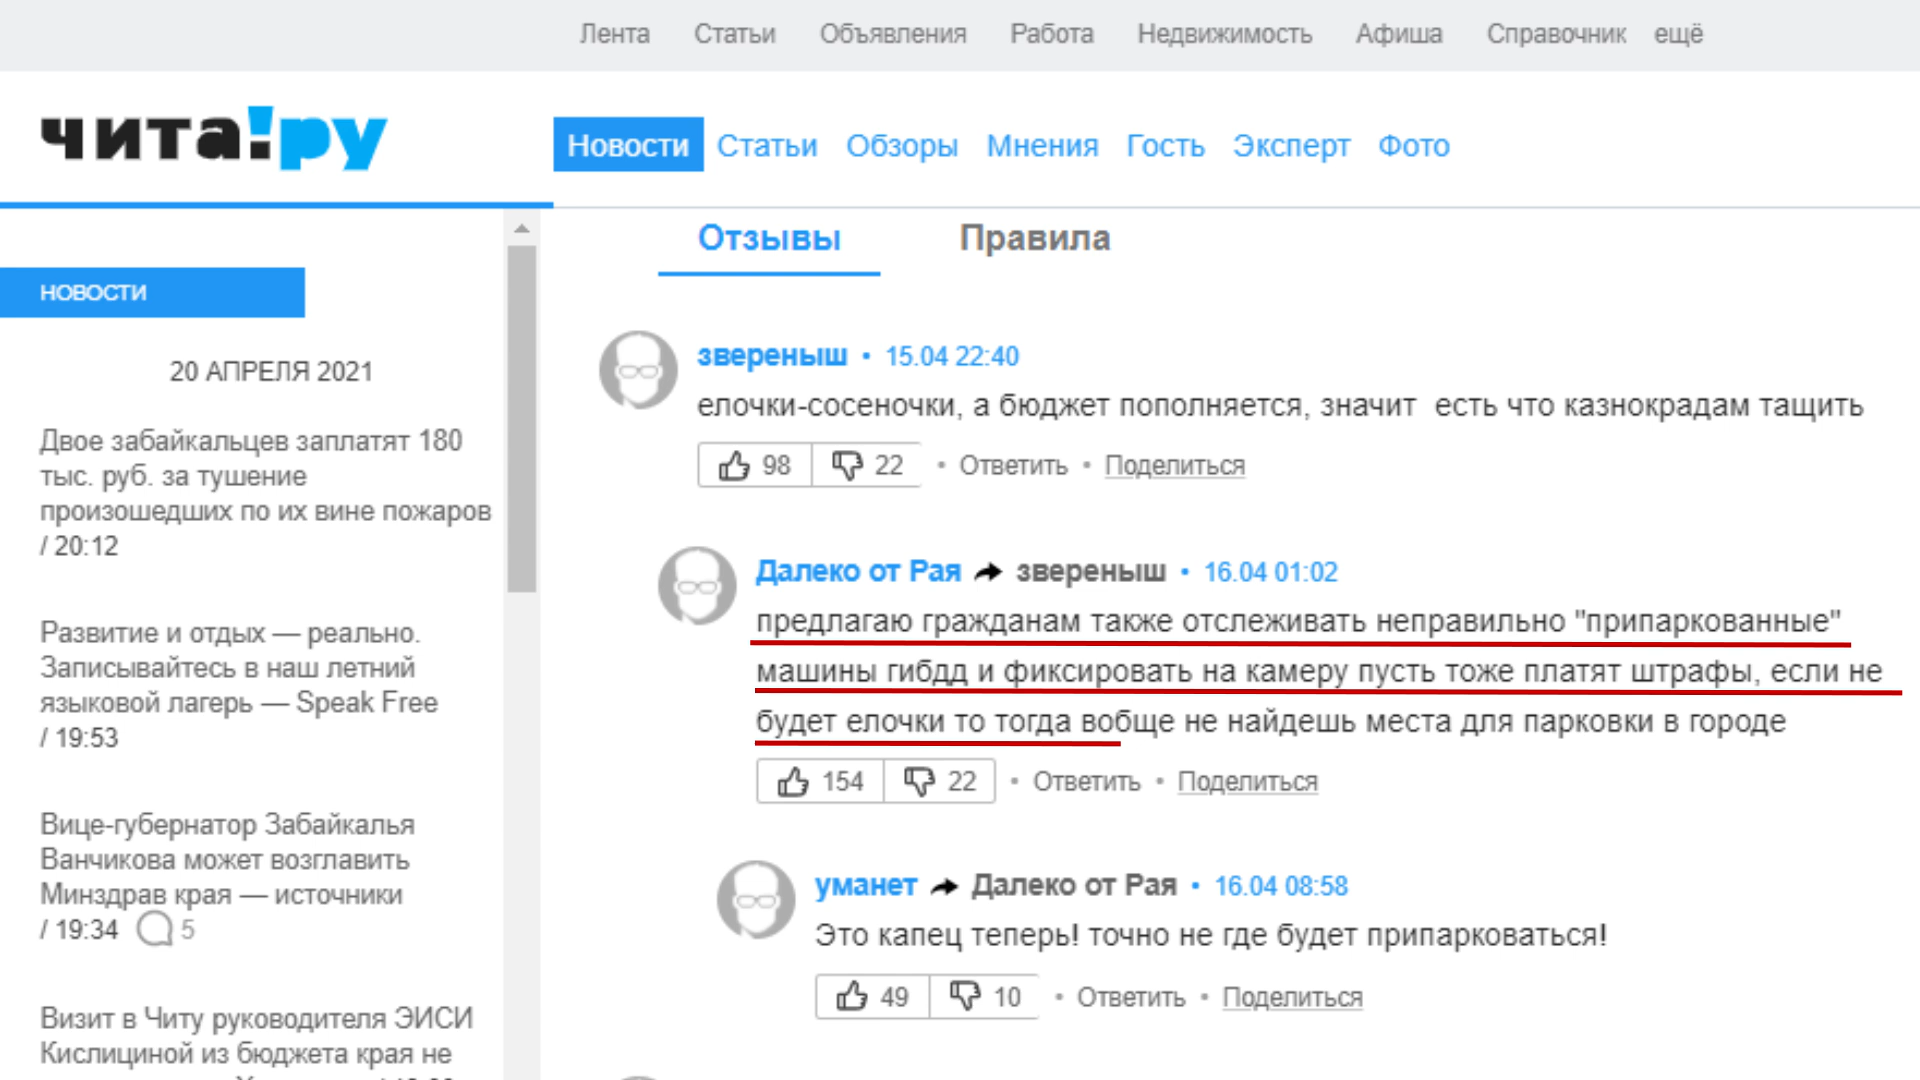 Лента Статьи Объявления Работа Недвижимость Афиша Справочник ещё
чита!ру
Новости Статьи Обзоры Мнения Гость Эксперт Фото
НОВОСТИ
20 АПРЕЛЯ 2021
Двое забайкальцев заплатят 180
тыс. руб. за тушение
произошедших по их вине пожаров
/ 20:12
Развитие и отдых — реально.
Записывайтесь в наш летний
языковой лагерь — Speak Free
/ 19:53
Вице-губернатор Забайкалья
Ванчикова может возглавить
Минздрав края — источники
/ 19:34 5
Визит в Читу руководителя ЭИСИ
Кислициной из бюджета края не
Отзывы Правила
звереныш • 15.04 22:40
елочки-сосеночки, а бюджет пополняется, значит есть что казнокрадам тащить
98 22 • Ответить • Поделиться
Далеко от Рая звереныш • 16.04 01:02
предлагаю гражданам также отслеживать неправильно "припаркованные"
машины гибдд и фиксировать на камеру пусть тоже платят штрафы, если не
будет елочки то тогда вобще не найдешь места для парковки в городе
154 22 • Ответить • Поделиться
уманет Далеко от Рая • 16.04 08:58
Это капец теперь! точно не где будет припарковаться!
49 10 • Ответить • Поделиться